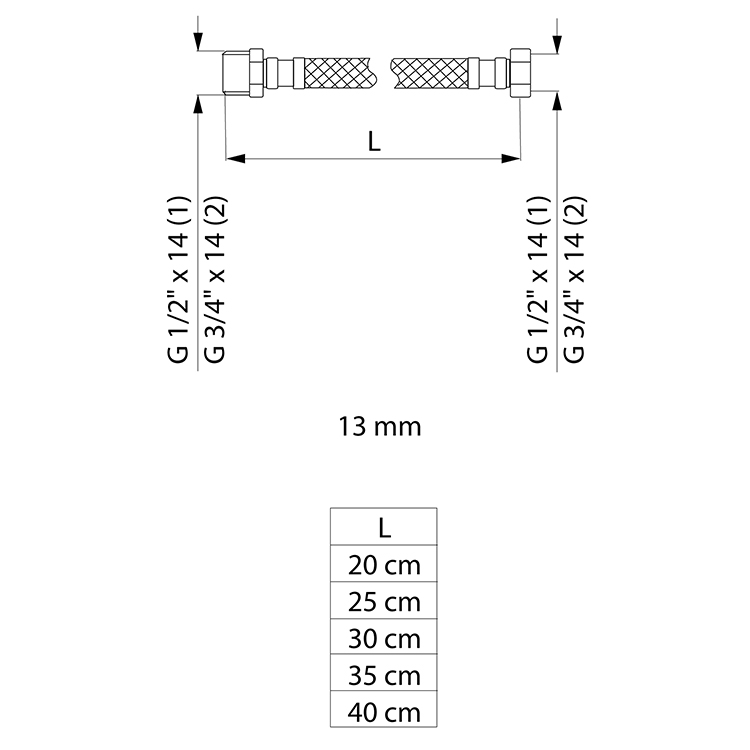 L
G 1/2" x 14 (1)
G 3/4" x 14 (2)
G 1/2" x 14 (1)
G 3/4" x 14 (2)
13 mm
L
20 cm
25 cm
30 cm
35 cm
40 cm